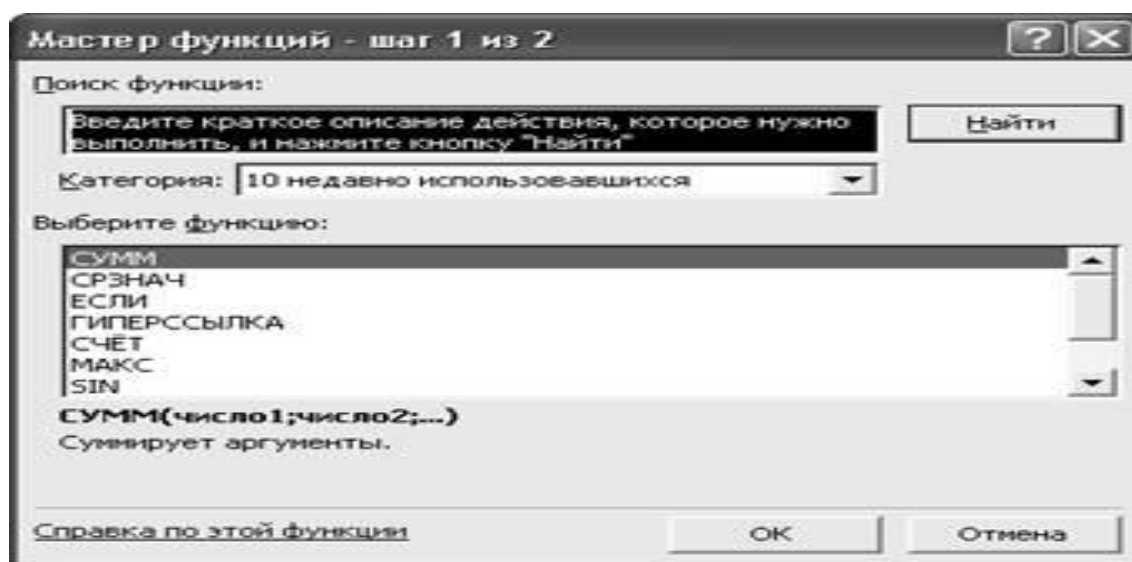 Мастер функций - шаг 1 из 2
Поиск функции:
Введите краткое описание действия, которое нужно
выполнить, и нажмите кнопку "Найти"
Найти
Категория: 10 недавно использовавшихся
Выберите функцию:
СУММ
СРЗНАЧ
ЕСЛИ
ГИПЕРССЫЛКА
СЧЁТ
МАКС
SIN
СУММ(число1;число2;...)
Суммирует аргументы.
Справка по этой функции
ОК
Отмена